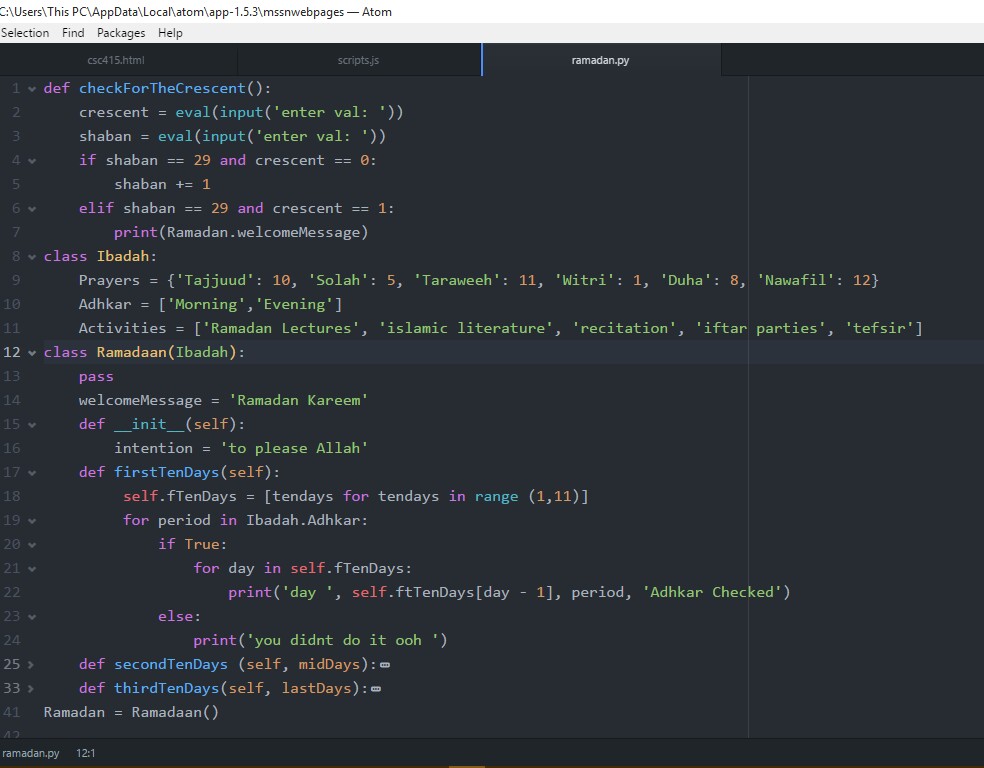 C:\Users\This PC\AppData\Local\atom\app-1.5.3\mssnwebpages — Atom
Selection Find Packages Help
csc415.html scripts.js ramadan.py
1 def checkForTheCrescent():
2     crescent = eval(input('enter val: '))
3     shaban = eval(input('enter val: '))
4     if shaban == 29 and crescent == 0:
5         shaban += 1
6     elif shaban == 29 and crescent == 1:
7         print(Ramadan.welcomeMessage)
8 class Ibadah:
9     Prayers = {'Tajjuud': 10, 'Solah': 5, 'Taraweeh': 11, 'Witri': 1, 'Duha': 8, 'Nawafil': 12}
10     Adhkar = ['Morning','Evening']
11     Activities = ['Ramadan Lectures', 'islamic literature', 'recitation', 'iftar parties', 'tefsir']
12 class Ramadaan(Ibadah):
13     pass
14     welcomeMessage = 'Ramadan Kareem'
15     def __init__(self):
16         intention = 'to please Allah'
17     def firstTenDays(self):
18          self.fTenDays = [tendays for tendays in range (1,11)]
19          for period in Ibadah.Adhkar:
20              if True:
21                  for day in self.fTenDays:
22                      print('day ', self.ftTenDays[day - 1], period, 'Adhkar Checked')
23              else:
24                  print('you didnt do it ooh ')
25     def secondTenDays (self, midDays):
33     def thirdTenDays(self, lastDays):
41 Ramadan = Ramadaan()
42
ramadan.py 12:1